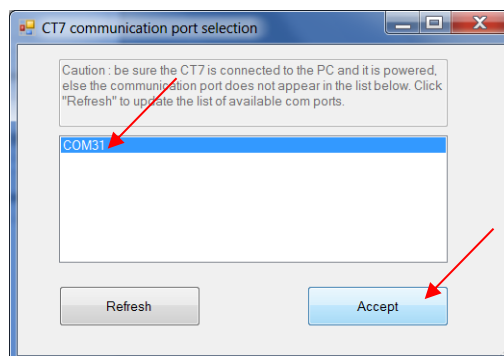 CT7 communication port selection
Caution : be sure the CT7 is connected to the PC and it is powered,
else the communication port does not appear in the list below. Click
"Refresh" to update the list of available com ports.
COM31
Refresh
Accept